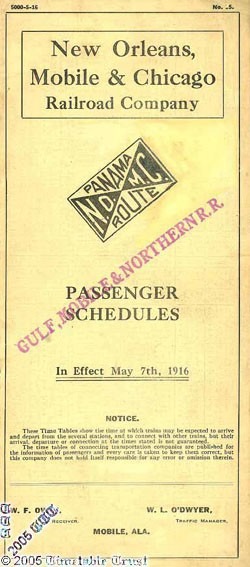 5000-5-16
No. 15.
New Orleans,
Mobile & Chicago
Railroad Company
PANAMA
N.O.M.C.
ROUTE
GULF, MOBILE & NORTHERN R.R.
PASSENGER
SCHEDULES
In Effect May 7th, 1916
NOTICE.
These Time Tables show the time at which trains may be expected to arrive
and depart from the several stations, and to connect with other trains, but their
arrival, departure or connection at the times stated is not guaranteed.
The time tables of connecting transportation companies are published for
the information of passengers and every care is taken to keep them correct, but
this company does not hold itself responsible for any error or omission therein.
W. F. OW
RECEIVER.
W. L. O'DWYER,
TRAFFIC MANAGER.
MOBILE, ALA.
2005
©2005 Timetable Trust